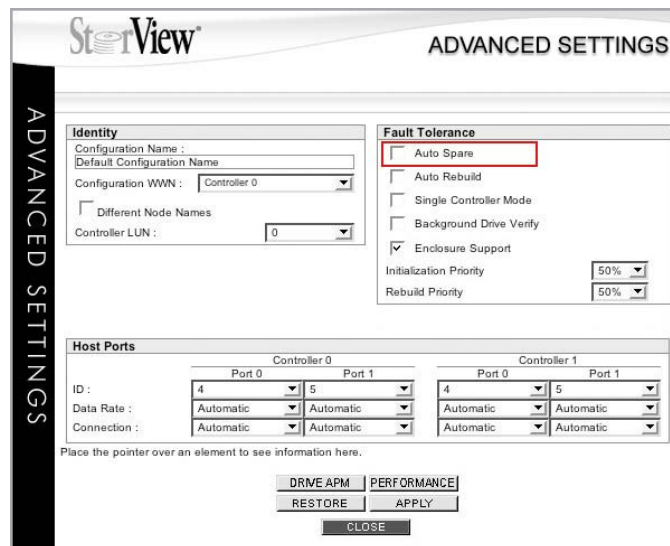 StorView
ADVANCED SETTINGS
ADVANCED SETTINGS
Identity
Configuration Name :
Default Configuration Name
Configuration WWN : Controller 0
Different Node Names
Controller LUN : 0
Fault Tolerance
Auto Spare
Auto Rebuild
Single Controller Mode
Background Drive Verify
Enclosure Support
Initialization Priority 50%
Rebuild Priority 50%
Host Ports
Controller 0 Controller 1
Port 0 Port 1 Port 0 Port 1
ID : 4 5 4 5
Data Rate : Automatic Automatic Automatic Automatic
Connection : Automatic Automatic Automatic Automatic
Place the pointer over an element to see information here.
DRIVE APM PERFORMANCE
RESTORE APPLY
CLOSE